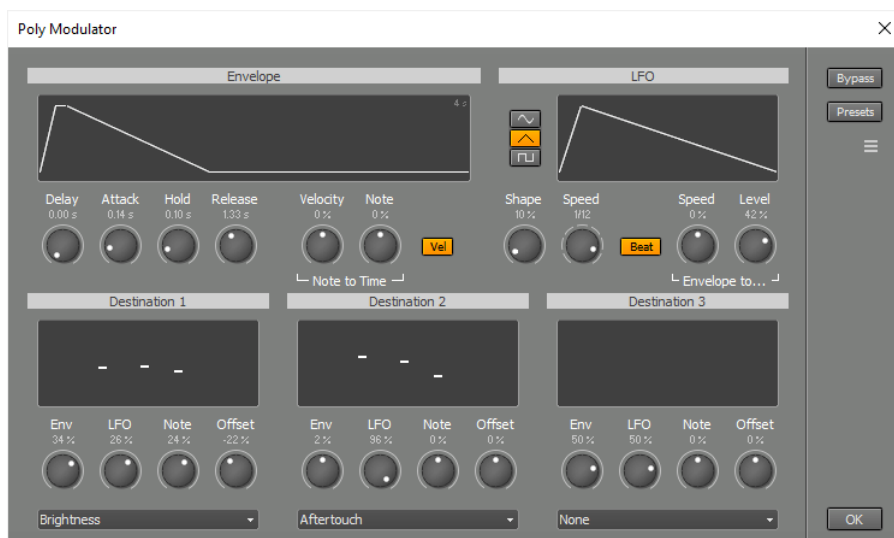 Poly Modulator
Envelope
LFO
Bypass
Presets
4 s
Delay Attack Hold Release Velocity Note Shape Speed Speed Level
0.00 s 0.14 s 0.10 s 1.33 s 0 % 0 % 10 % 1/12 0 % 42 %
Vel Beat
Note to Time Envelope to...
Destination 1 Destination 2 Destination 3
Env LFO Note Offset Env LFO Note Offset Env LFO Note Offset
34 % 26 % 24 % -22 % 2 % 96 % 0 % 0 % 50 % 50 % 0 % 0 %
Brightness Aftertouch None OK